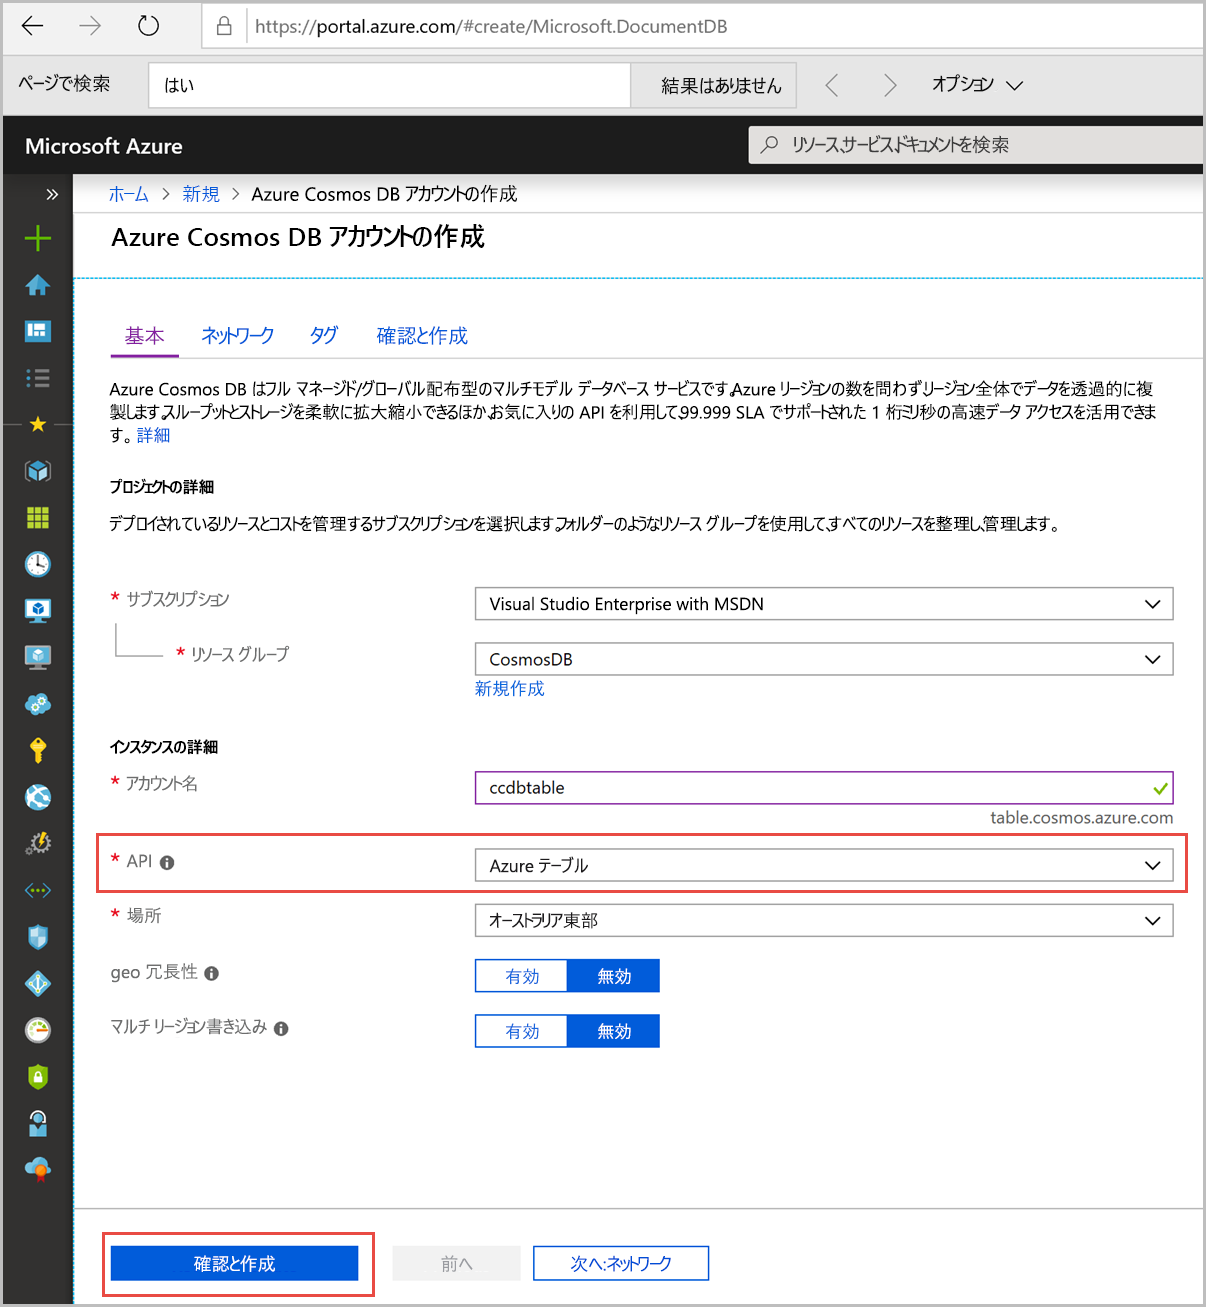 https://portal.azure.com/#create/Microsoft.DocumentDB
ページで検索
はい
結果はありません
オプション
Microsoft Azure
リソース,サービス,ドキュメントを検索
ホーム > 新規 > Azure Cosmos DB アカウントの作成
Azure Cosmos DB アカウントの作成
基本 ネットワーク タグ 確認と作成
Azure Cosmos DB はフル マネージド/グローバル配布型のマルチモデル データベース サービスです。Azure リージョンの数を問わず、リージョン全体でデータを透過的に複
製します。スループットとストレージを柔軟に拡大縮小できるほか、お気に入りの API を利用して、99.999 SLA でサポートされた 1 桁ミリ秒の高速データ アクセスを活用できま
す。詳細
プロジェクトの詳細
デプロイされているリソースとコストを管理するサブスクリプションを選択します。フォルダーのようなリソース グループを使用して、すべてのリソースを整理し、管理します。
* サブスクリプション
Visual Studio Enterprise with MSDN
* リソース グループ
CosmosDB
新規作成
インスタンスの詳細
* アカウント名
ccdbtable
table.cosmos.azure.com
* API
Azure テーブル
* 場所
オーストラリア東部
geo 冗長性
有効 無効
マルチ リージョン書き込み
有効 無効
確認と作成 前へ 次へ:ネットワーク